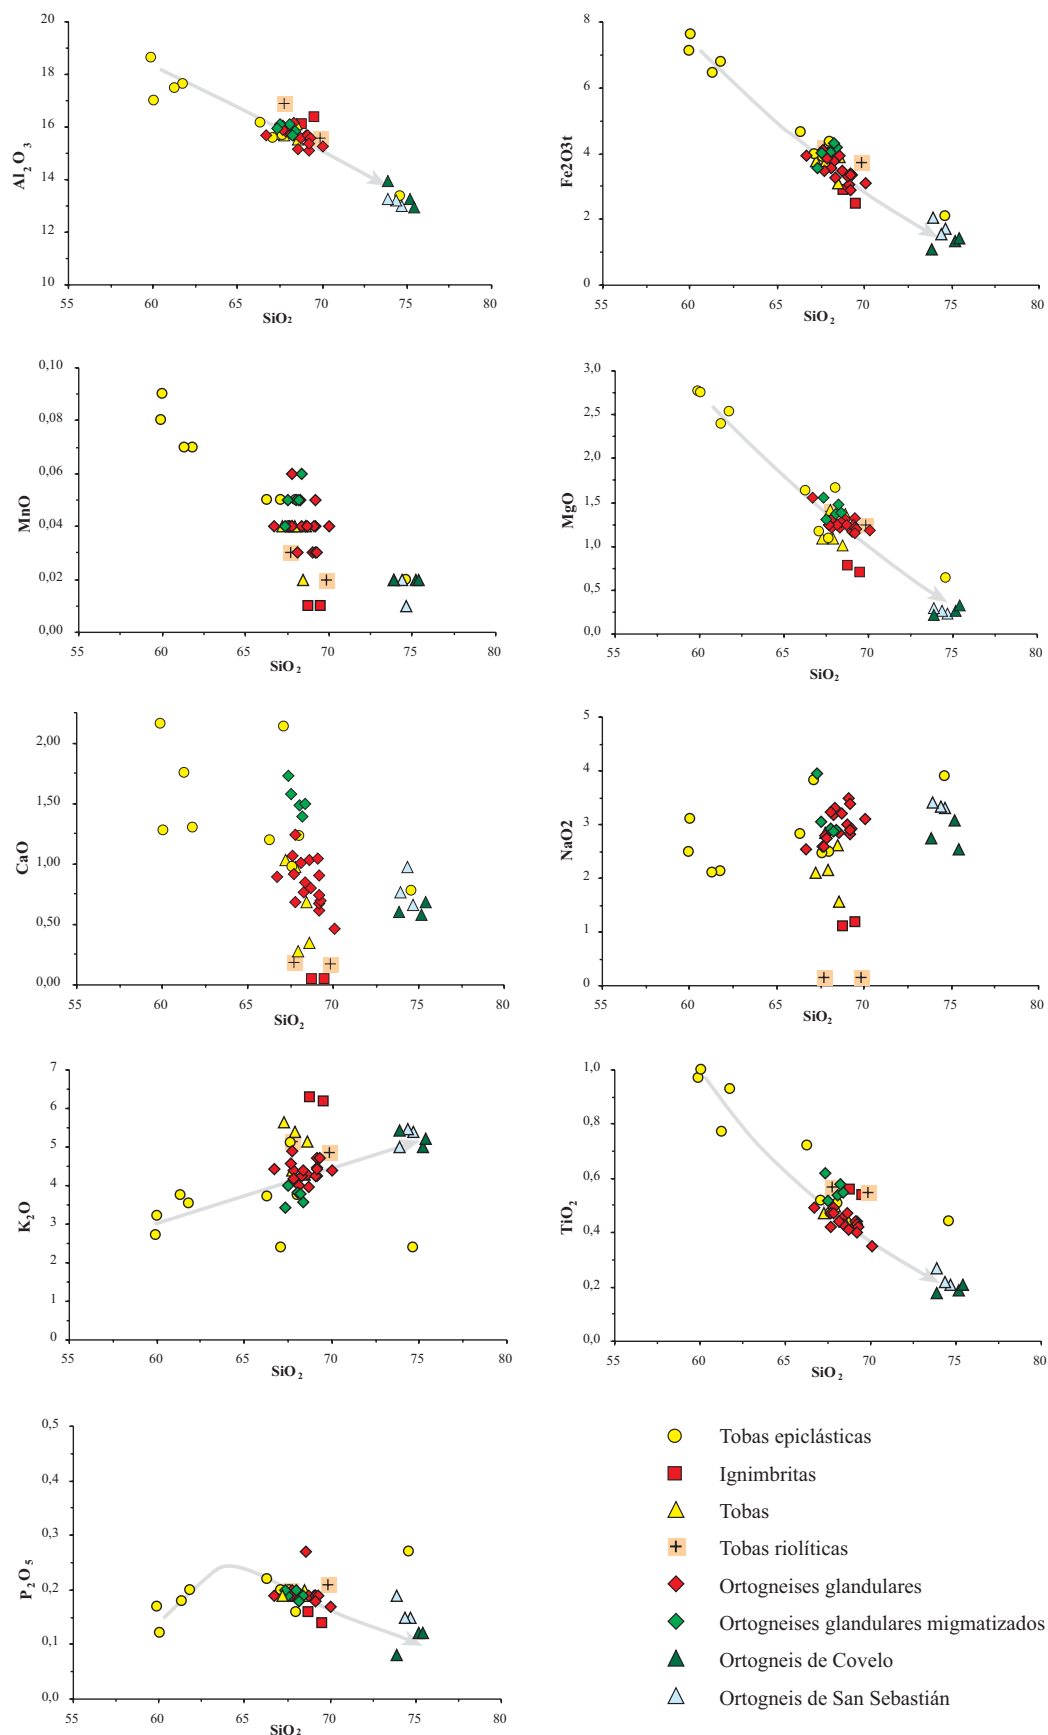 20
18
16
14
12
10
Al2O3
55 60 65 70 75 80
SiO2
8
6
4
2
0
Fe2O3t
55 60 65 70 75 80
SiO2
0,10
0,08
0,06
0,04
0,02
0,00
MnO
55 60 65 70 75 80
SiO2
3,0
2,5
2,0
1,5
1,0
0,5
0,0
MgO
55 60 65 70 75 80
SiO2
2,00
1,50
1,00
0,50
0,00
CaO
55 60 65 70 75 80
SiO2
5
4
3
2
1
0
NaO2
55 60 65 70 75 80
SiO2
7
6
5
4
3
2
1
0
K2O
55 60 65 70 75 80
SiO2
1,0
0,8
0,6
0,4
0,2
0,0
TiO2
55 60 65 70 75 80
SiO2
0,5
0,4
0,3
0,2
0,1
0,0
P2O5
55 60 65 70 75 80
SiO2
Tobas epiclásticas
Ignimbritas
Tobas
Tobas riolíticas
Ortogneises glandulares
Ortogneises glandulares migmatizados
Ortogneis de Covelo
Ortogneis de San Sebastián